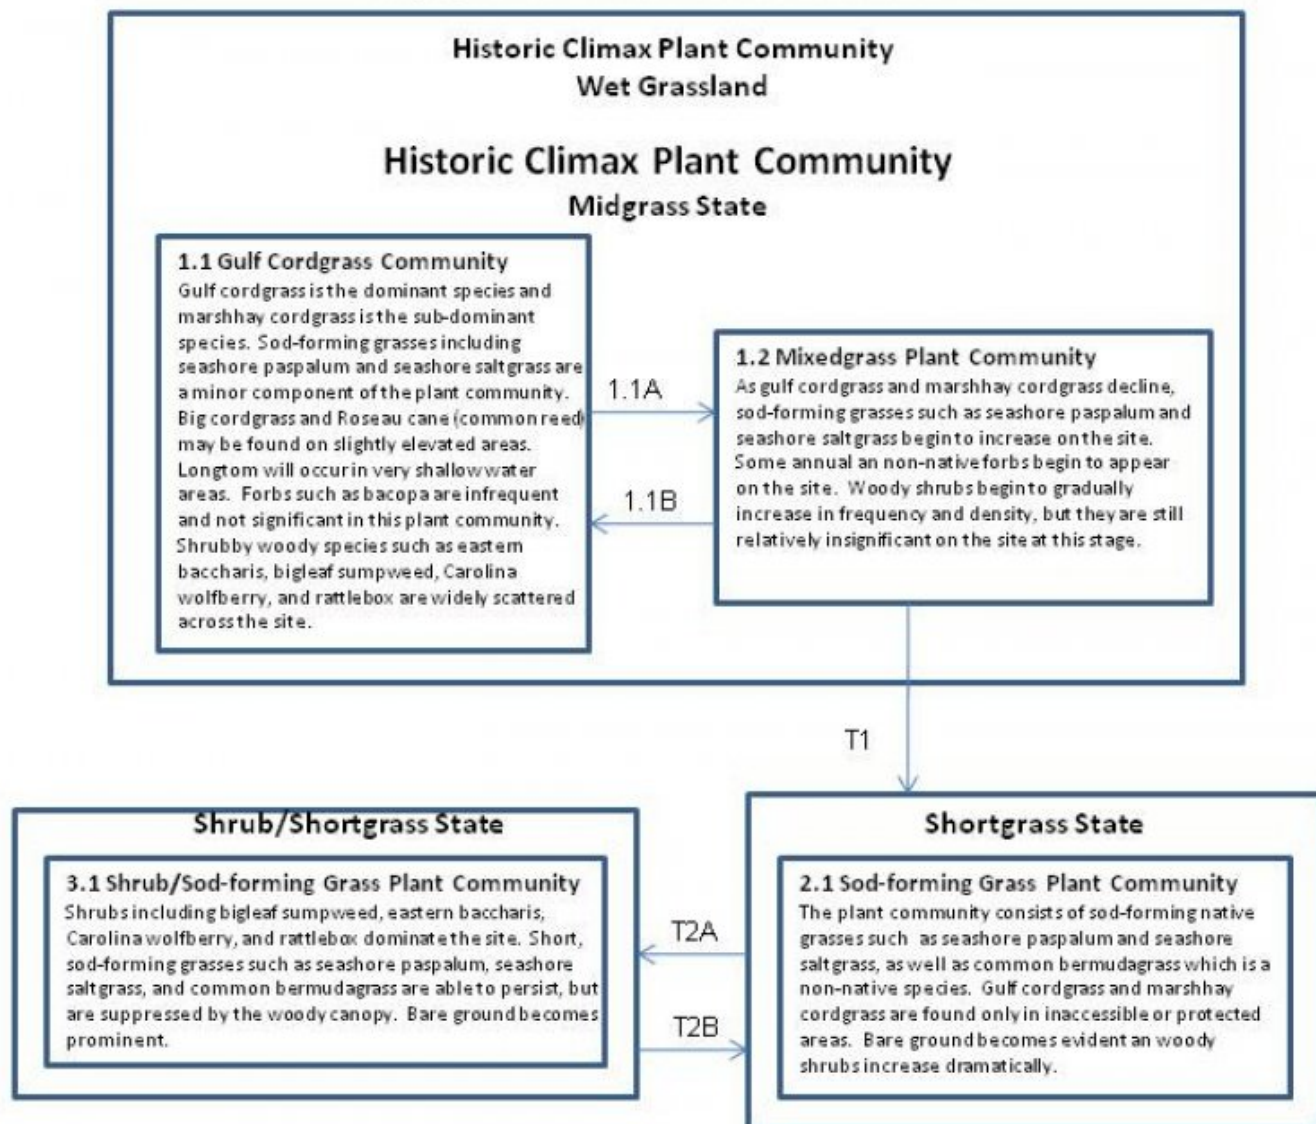 Historic Climax Plant Community
Wet Grassland
Historic Climax Plant Community
Midgrass State
1.1 Gulf Cordgrass Community
Gulf cordgrass is the dominant species and
marshhay cordgrass is the sub-dominant
species. Sod-forming grasses including
seashore paspalum and seashore saltgrass are
a minor component of the plant community.
Big cordgrass and Roseau cane (common reed)
may be found on slightly elevated areas.
Longtom will occur in very shallow water
areas. Forbs such as bacopa are infrequent
and not significant in this plant community.
Shrubby woody species such as eastern
baccharis, bigleaf sumpweed, Carolina
wolfberry, and rattlebox are widely scattered
across the site.
1.1A
1.1B
1.2 Mixedgrass Plant Community
As gulf cordgrass and marshhay cordgrass decline,
sod-forming grasses such as seashore paspalum and
seashore saltgrass begin to increase on the site.
Some annual an non-native forbs begin to appear
on the site. Woody shrubs begin to gradually
increase in frequency and density, but they are still
relatively insignificant on the site at this stage.
T1
Shrub/Shortgrass State
3.1 Shrub/Sod-forming Grass Plant Community
Shrubs including bigleaf sumpweed, eastern baccharis,
Carolina wolfberry, and rattlebox dominate the site. Short,
sod-forming grasses such as seashore paspalum, seashore
saltgrass, and common bermudagrass are able to persist, but
are suppressed by the woody canopy. Bare ground becomes
prominent.
T2A
T2B
Shortgrass State
2.1 Sod-forming Grass Plant Community
The plant community consists of sod-forming native
grasses such as seashore paspalum and seashore
saltgrass, as well as common bermudagrass which is a
non-native species. Gulf cordgrass and marshhay
cordgrass are found only in inaccessible or protected
areas. Bare ground becomes evident an woody
shrubs increase dramatically.